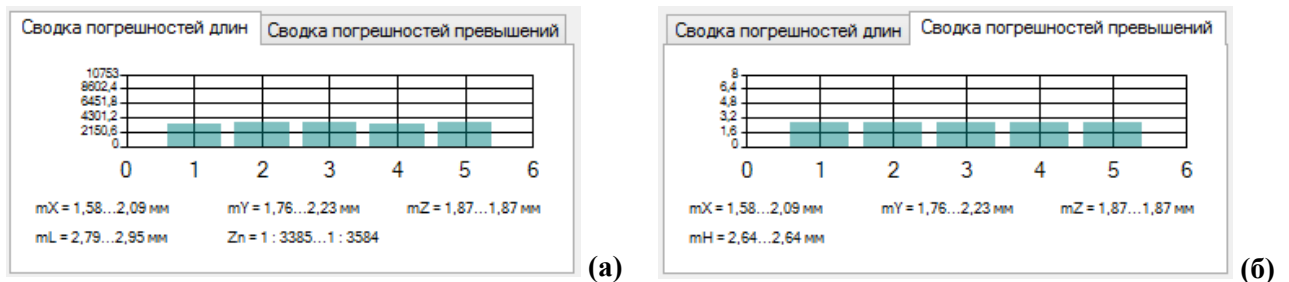 Сводка погрешностей длин Сводка погрешностей превышений
10753
8602,4
6451,8
4301,2
2150,6
0
0 1 2 3 4 5 6
mX = 1,58...2,09 мм mY = 1,76...2,23 мм mZ = 1,87...1,87 мм
mL = 2,79...2,95 мм Zn = 1 : 3385...1 : 3584
(а)
Сводка погрешностей длин Сводка погрешностей превышений
8
6,4
4,8
3,2
1,6
0
0 1 2 3 4 5 6
mX = 1,58...2,09 мм mY = 1,76...2,23 мм mZ = 1,87...1,87 мм
mH = 2,64...2,64 мм
(б)